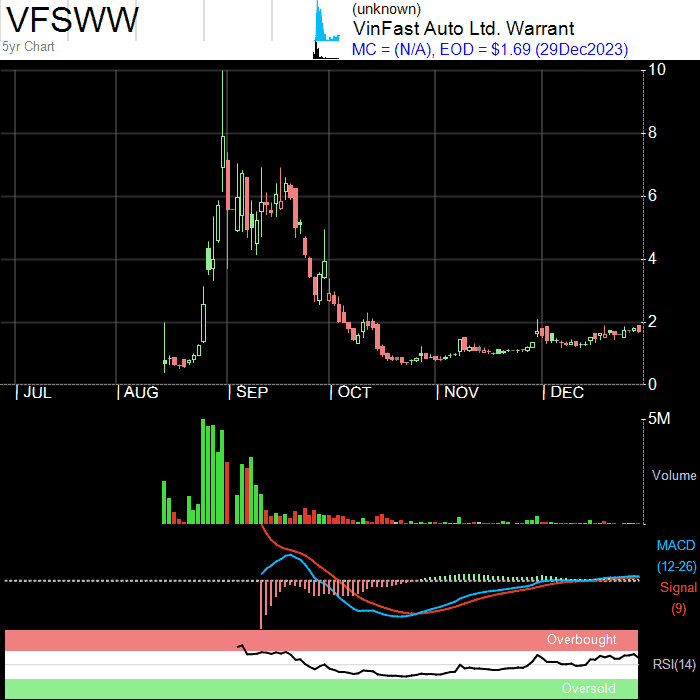 VFSWW
5yr Chart
(unknown)
VinFast Auto Ltd. Warrant
MC = (N/A), EOD = $1.69 (29Dec2023)
10
8
6
4
2
0
JUL AUG SEP OCT NOV DEC
5M
Volume
MACD
(12-26)
Signal
(9)
Overbought
RSI(14)
Oversold